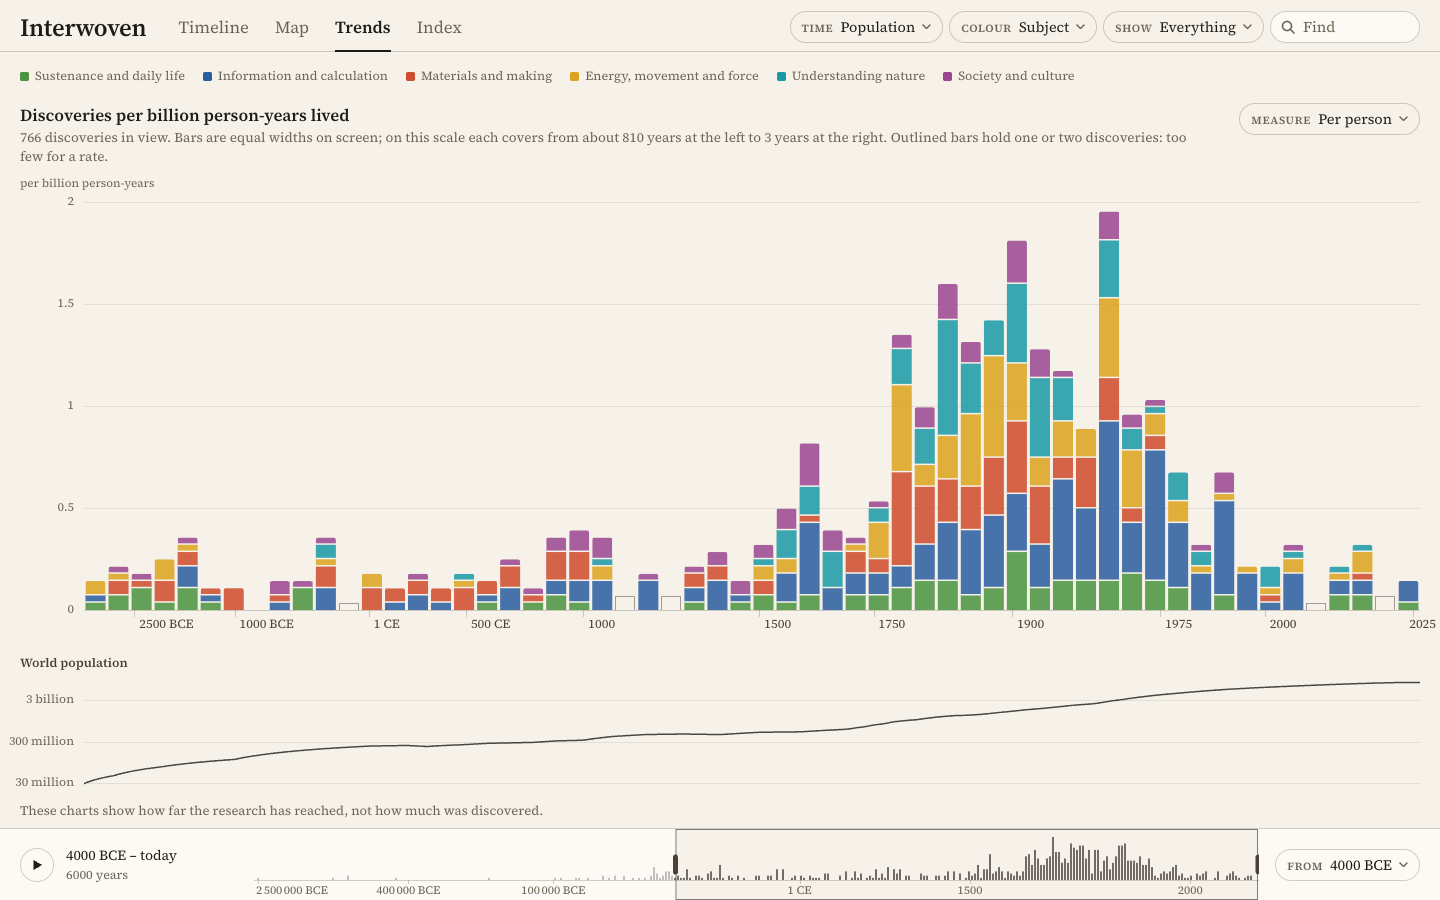 Interwoven
Timeline Map Trends Index
TIME Population
COLOUR Subject
SHOW Everything
Find
Sustenance and daily life
Information and calculation
Materials and making
Energy, movement and force
Understanding nature
Society and culture
Discoveries per billion person-years lived
766 discoveries in view. Bars are equal widths on screen; on this scale each covers from about 810 years at the left to 3 years at the right. Outlined bars hold one or two discoveries: too
few for a rate.
MEASURE Per person
per billion person-years
2
1.5
1
0.5
0
2500 BCE 1000 BCE 1 CE 500 CE 1000 1500 1750 1900 1975 2000 2025
World population
3 billion
300 million
30 million
These charts show how far the research has reached, not how much was discovered.
4000 BCE – today
6000 years
2 500 000 BCE 400 000 BCE 100 000 BCE 1 CE 1500 2000
FROM 4000 BCE